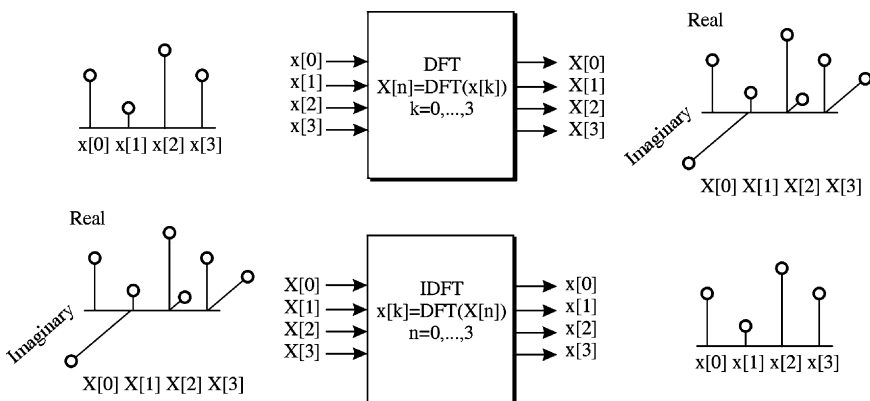 x[0] x[1] x[2] x[3]
x[0]
x[1]
x[2]
x[3]
DFT
X[n]=DFT(x[k])
k=0,...,3
X[0]
X[1]
X[2]
X[3]
Real
Imaginary
X[0] X[1] X[2] X[3]
Real
Imaginary
X[0] X[1] X[2] X[3]
X[0]
X[1]
X[2]
X[3]
IDFT
x[k]=DFT(X[n])
n=0,...,3
x[0]
x[1]
x[2]
x[3]
x[0] x[1] x[2] x[3]